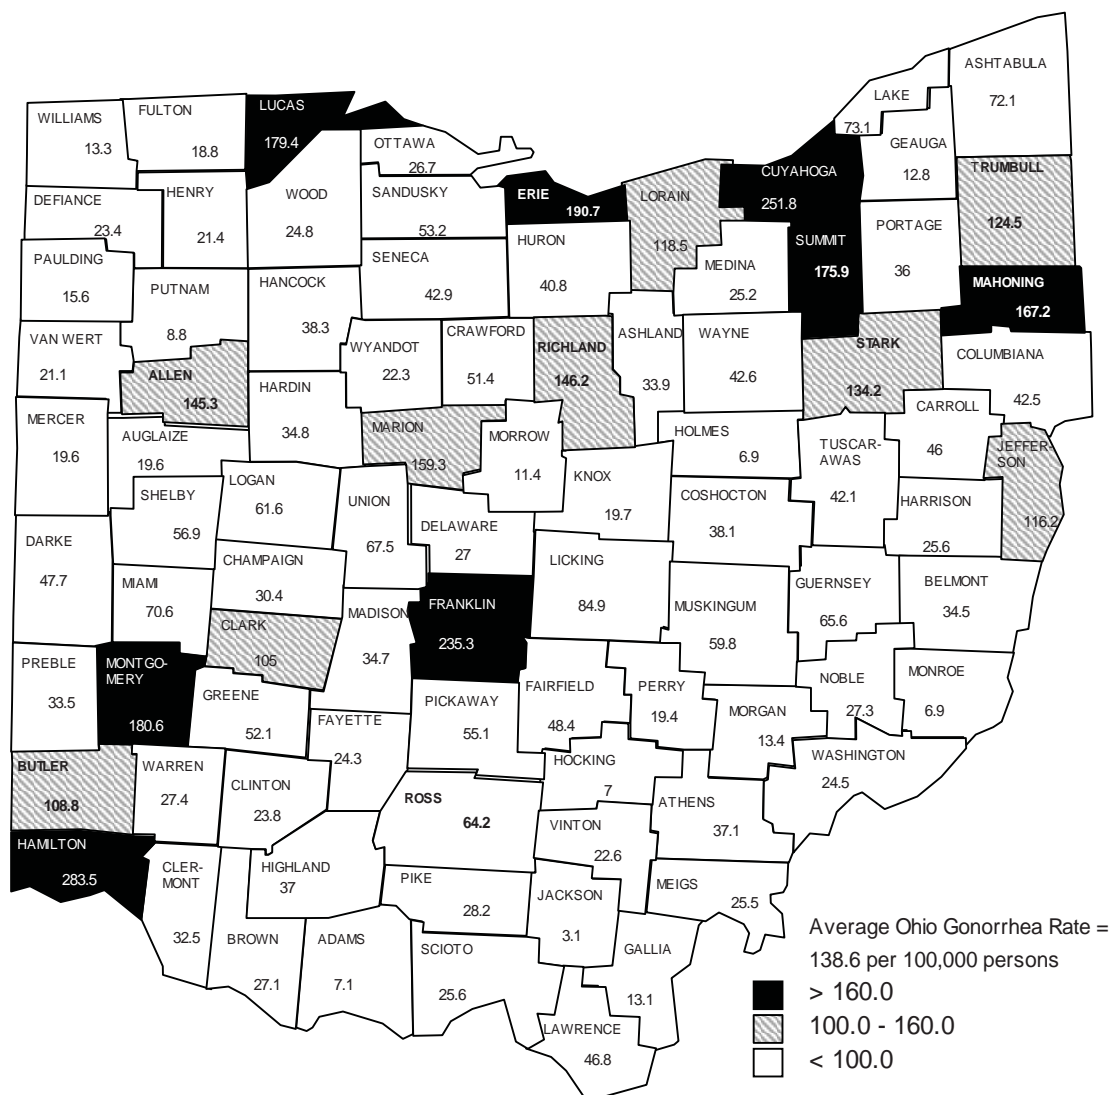 ASHTABULA
72.1
LAKE
73.1
GEAUGA
12.8
LUCAS
179.4
FULTON
18.8
WILLIAMS
13.3
OTTAWA
26.7
CUYAHOGA
251.8
TRUMBULL
124.5
DEFIANCE
23.4
HENRY
21.4
WOOD
24.8
SANDUSKY
53.2
ERIE
190.7
LORAIN
118.5
SUMMIT
175.9
PORTAGE
36
HURON
40.8
MEDINA
25.2
PAULDING
15.6
PUTNAM
8.8
HANCOCK
38.3
SENECA
42.9
MAHONING
167.2
VAN WERT
21.1
ALLEN
145.3
WYANDOT
22.3
CRAWFORD
51.4
RICHLAND
146.2
ASHLAND
33.9
WAYNE
42.6
STARK
134.2
COLUMBIANA
42.5
HARDIN
34.8
MERCER
19.6
AUGLAIZE
19.6
MARION
159.3
MORROW
11.4
HOLMES
6.9
TUSCAR-
AWAS
42.1
CARROLL
46
JEFFER-
SON
116.2
KNOX
19.7
LOGAN
61.6
SHELBY
56.9
UNION
67.5
DELAWARE
27
COSHOCTON
38.1
HARRISON
25.6
DARKE
47.7
CHAMPAIGN
30.4
MIAMI
70.6
LICKING
84.9
GUERNSEY
65.6
BELMONT
34.5
CLARK
105
MADISON
34.7
FRANKLIN
235.3
MUSKINGUM
59.8
PREBLE
33.5
MONTGO-
MERY
180.6
GREENE
52.1
PICKAWAY
55.1
FAIRFIELD
48.4
PERRY
19.4
NOBLE
27.3
MONROE
6.9
MORGAN
13.4
FAYETTE
24.3
WASHINGTON
24.5
HOCKING
7
BUTLER
108.8
WARREN
27.4
CLINTON
23.8
ROSS
64.2
ATHENS
37.1
VINTON
22.6
HAMILTON
283.5
CLER-
MONT
32.5
HIGHLAND
37
PIKE
28.2
JACKSON
3.1
MEIGS
25.5
BROWN
27.1
ADAMS
7.1
SCIOTO
25.6
GALLIA
13.1
LAWRENCE
46.8
Average Ohio Gonorrhea Rate =
138.6 per 100,000 persons
> 160.0
100.0 - 160.0
< 100.0